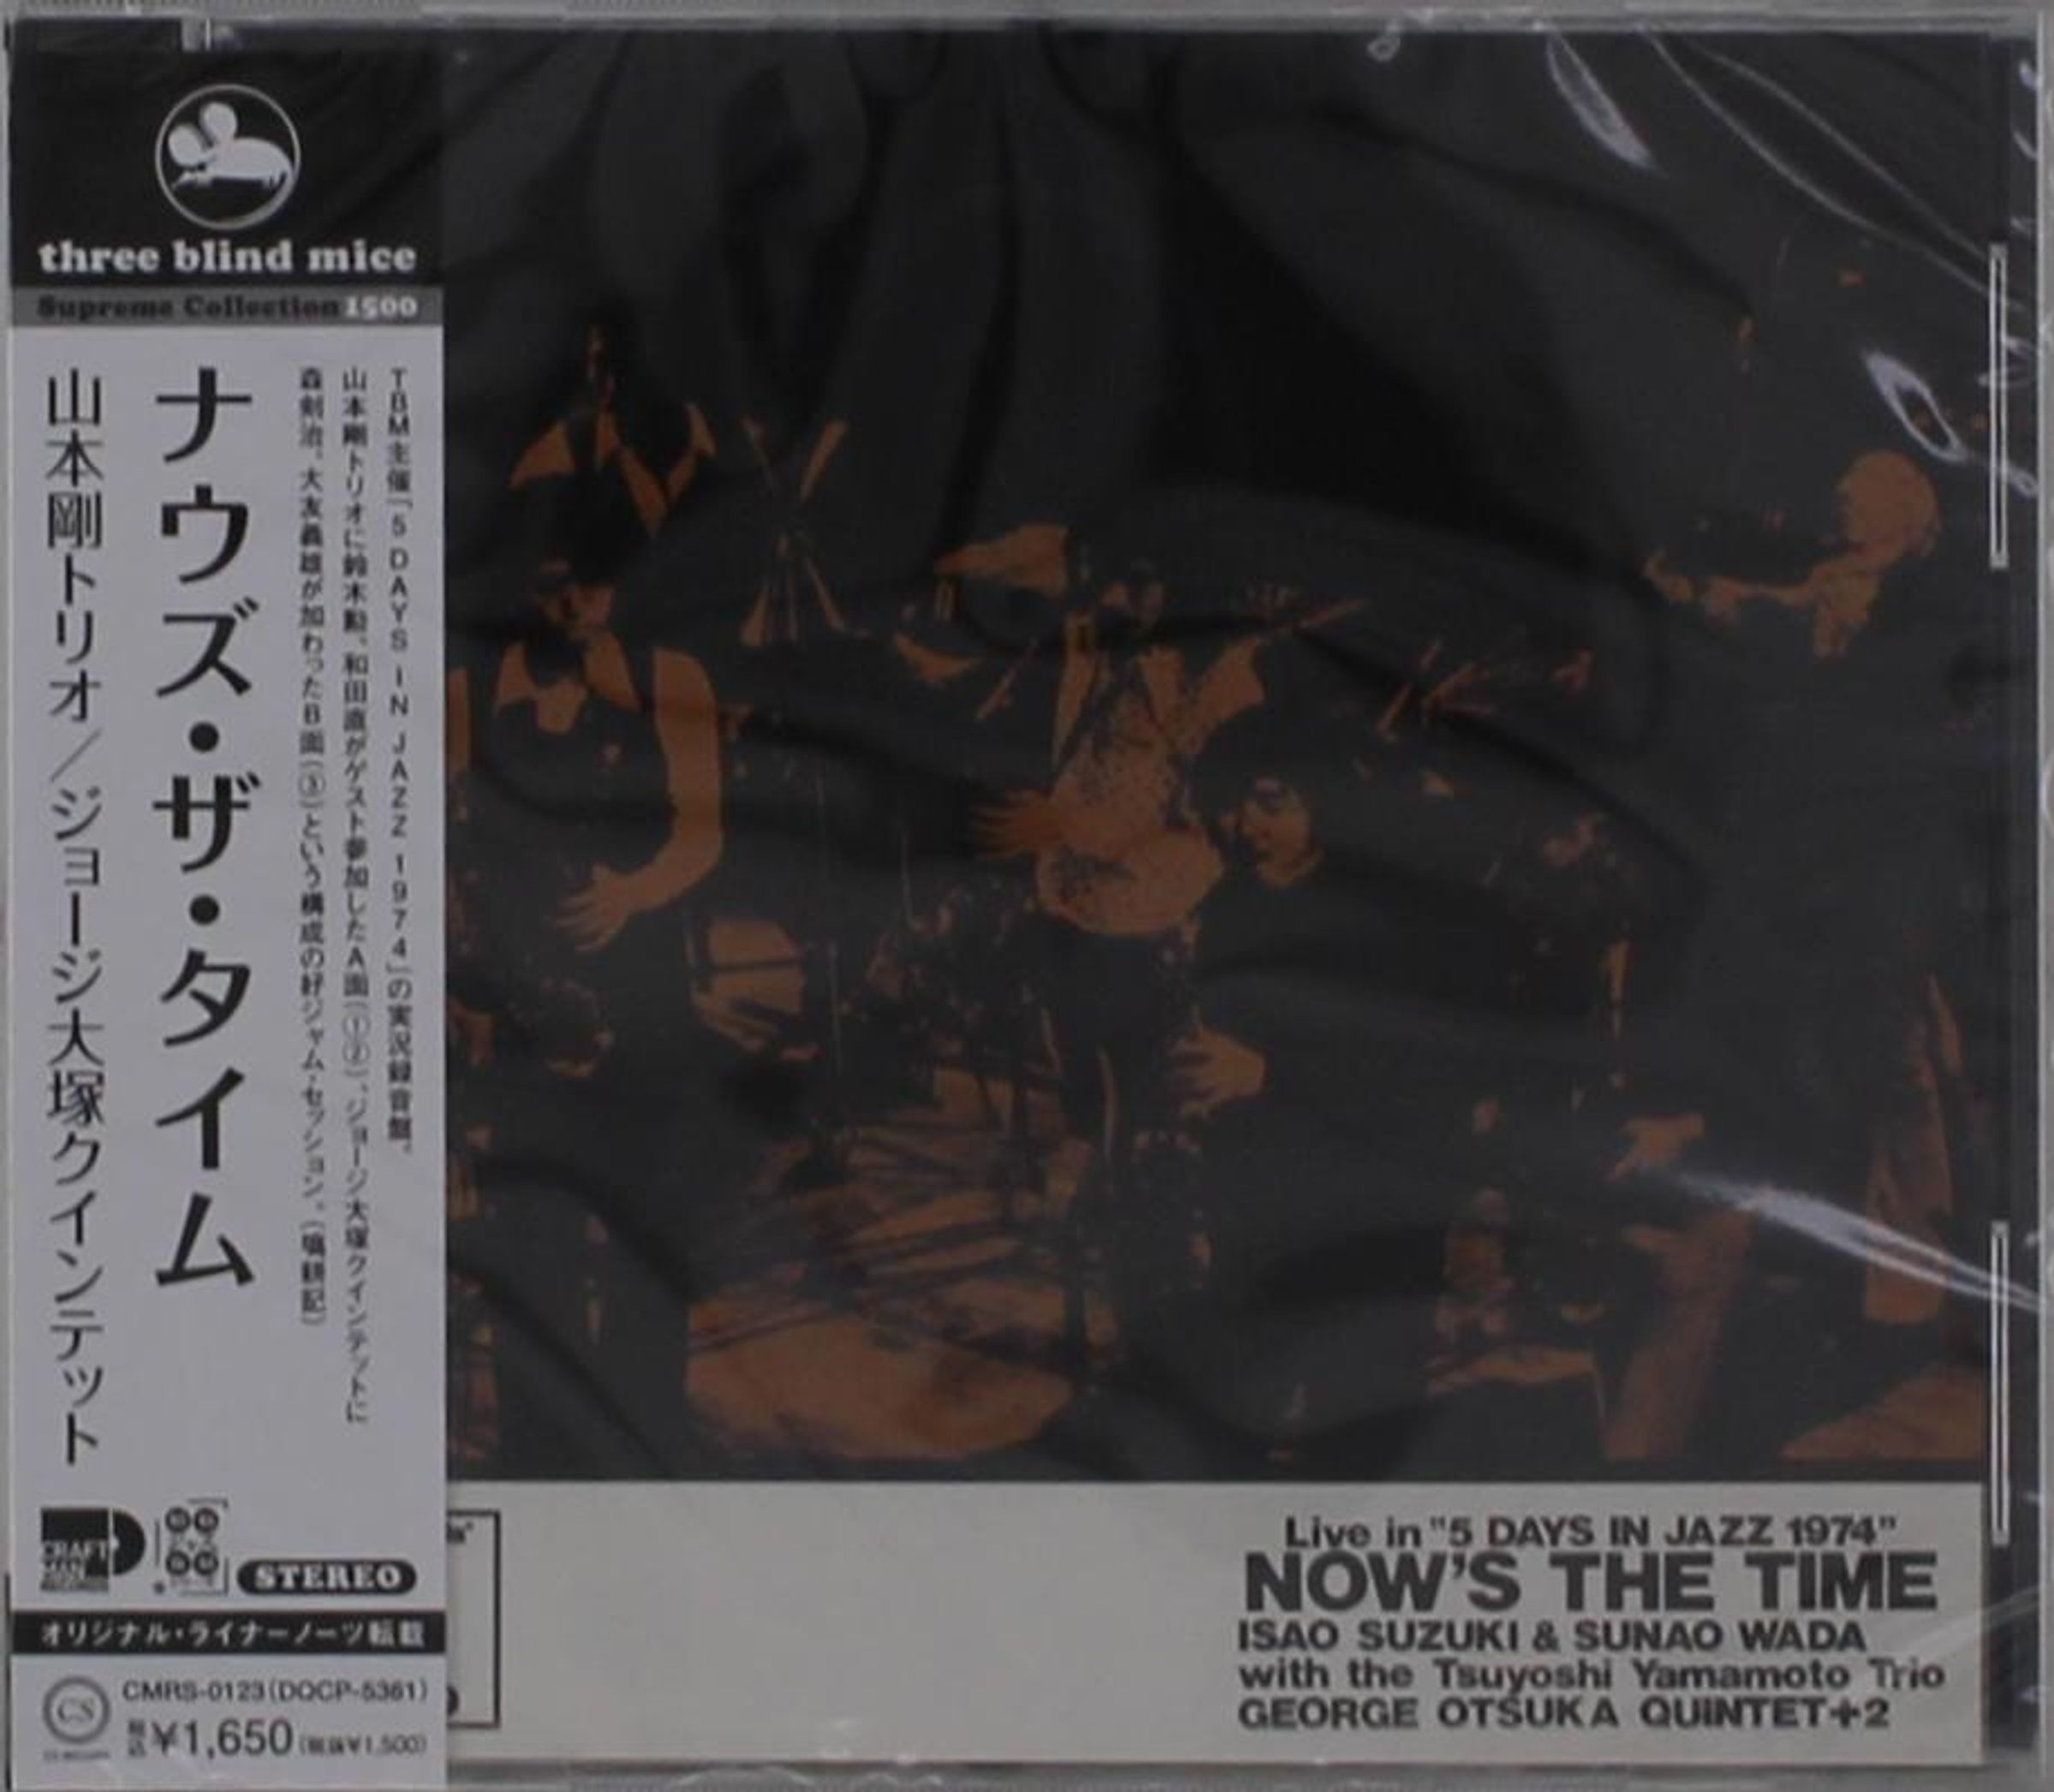 three blind mice
Supreme Collection 1500
TBM主催「5 DAYS IN JAZZ 1974」の実況録音盤。
山本剛トリオに鈴木勲、和田直がゲスト参加したA面(①②)、ジョージ大塚クインテットに
森剣治、大友義雄が加わったB面(③)という構成の好ジャム・セッション。
ナウズ・ザ・タイム
山本剛トリオ/ジョージ大塚クインテット
CRAFTMAN
STEREO
オリジナル・ライナーノーツ転載
CS
CMRS-0123(DQCP-5361)
税込¥1,650(税抜¥1,500)
Live in "5 DAYS IN JAZZ 1974"
NOW'S THE TIME
ISAO SUZUKI & SUNAO WADA
with the Tsuyoshi Yamamoto Trio
GEORGE OTSUKA QUINTET+2